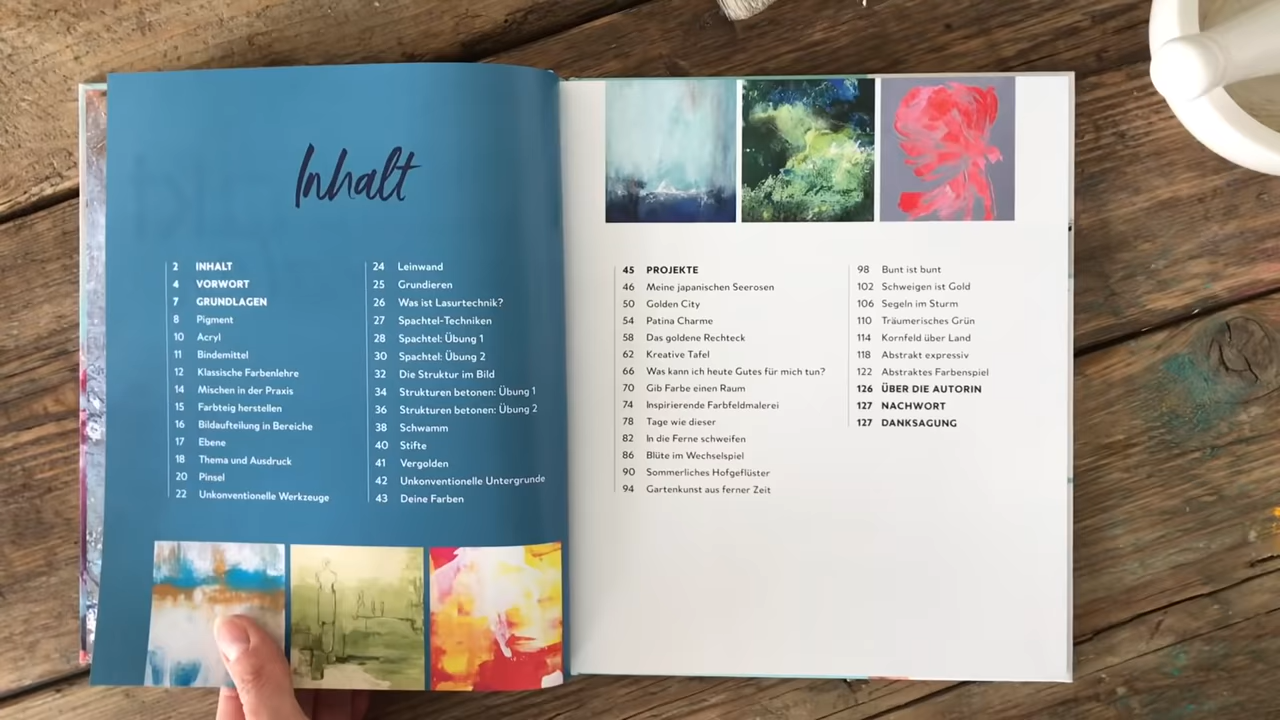 Inhalt
2 INHALT
4 VORWORT
7 GRUNDLAGEN
8 Pigment
10 Acryl
11 Bindemittel
12 Klassische Farbenlehre
14 Mischen in der Praxis
15 Farbteig herstellen
16 Bildaufteilung in Bereiche
17 Ebene
18 Thema und Ausdruck
20 Pinsel
22 Unkonventionelle Werkzeuge
24 Leinwand
25 Grundieren
26 Was ist Lasurtechnik?
27 Spachtel-Techniken
28 Spachtel: Übung 1
30 Spachtel: Übung 2
32 Die Struktur im Bild
34 Strukturen betonen: Übung 1
36 Strukturen betonen: Übung 2
38 Schwamm
40 Stifte
41 Vergolden
42 Unkonventionelle Untergründe
43 Deine Farben
45 PROJEKTE
46 Meine japanischen Seerosen
50 Golden City
54 Patina Charme
58 Das goldene Rechteck
62 Kreative Tafel
66 Was kann ich heute Gutes für mich tun?
70 Gib Farbe einen Raum
74 Inspirierende Farbfeldmalerei
78 Tage wie dieser
82 In die Ferne schweifen
86 Blüte im Wechselspiel
90 Sommerliches Hofgeflüster
94 Gartenkunst aus ferner Zeit
98 Bunt ist bunt
102 Schweigen ist Gold
106 Segeln im Sturm
110 Träumerisches Grün
114 Kornfeld über Land
118 Abstrakt expressiv
122 Abstraktes Farbenspiel
126 ÜBER DIE AUTORIN
127 NACHWORT
127 DANKSAGUNG